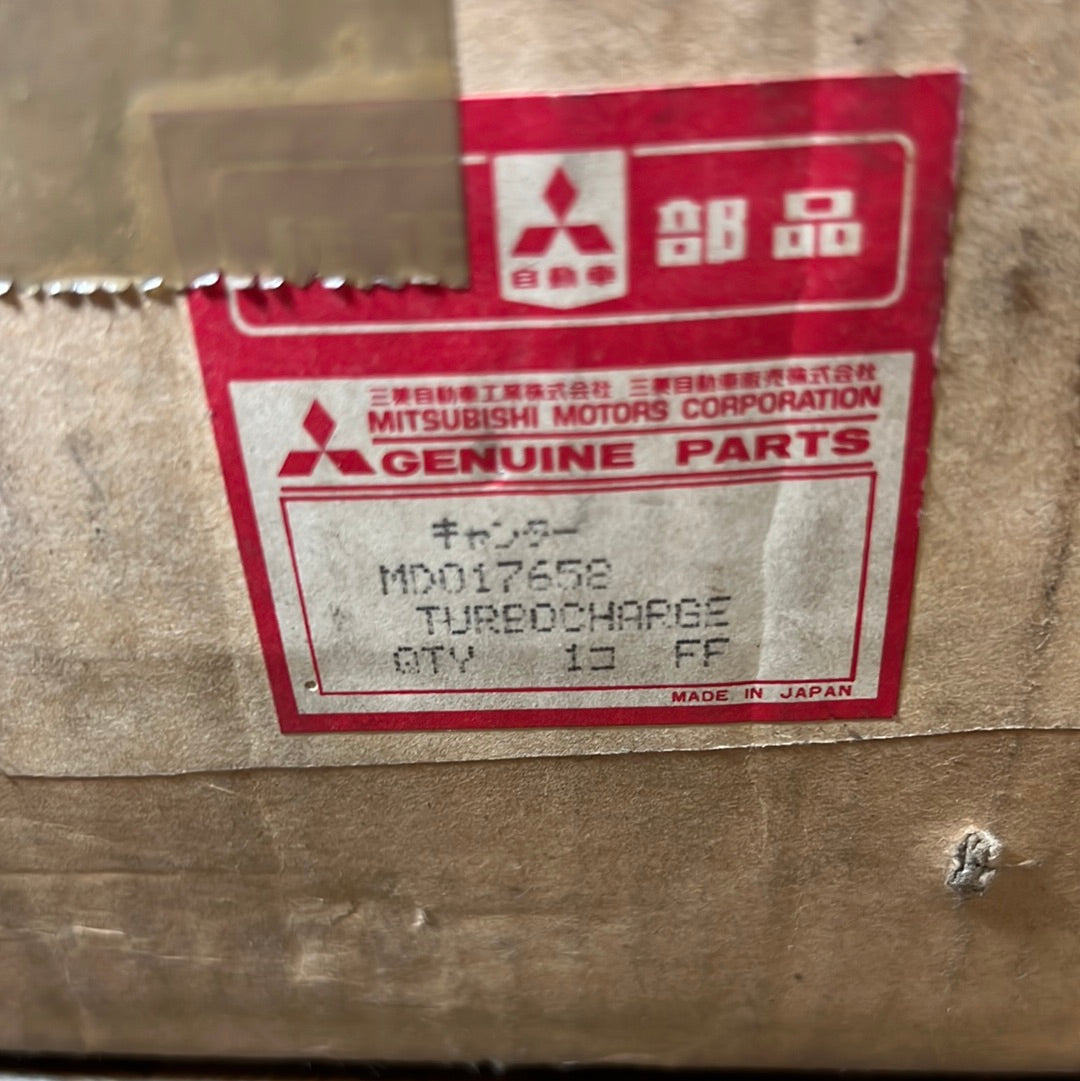 部品
自動車
三菱自動車工業株式会社 三菱自動車販売株式会社
MITSUBISHI MOTORS CORPORATION
GENUINE PARTS
キャンター
MD017658
TURBOCHARGE
QTY 1コ FF
MADE IN JAPAN